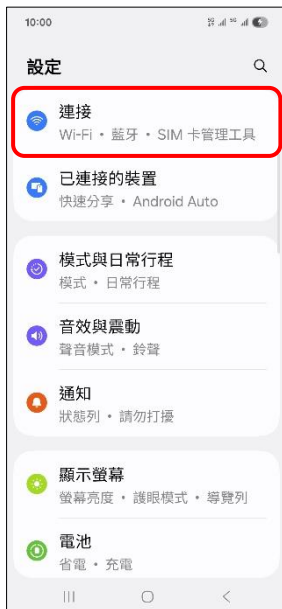 10:00
設定
連接
Wi-Fi • 藍牙 • SIM 卡管理工具
已連接的裝置
快速分享 • Android Auto
模式與日常行程
模式 • 日常行程
音效與震動
聲音模式 • 鈴聲
通知
狀態列 • 請勿打擾
顯示螢幕
螢幕亮度 • 護眼模式 • 導覽列
電池
省電 • 充電